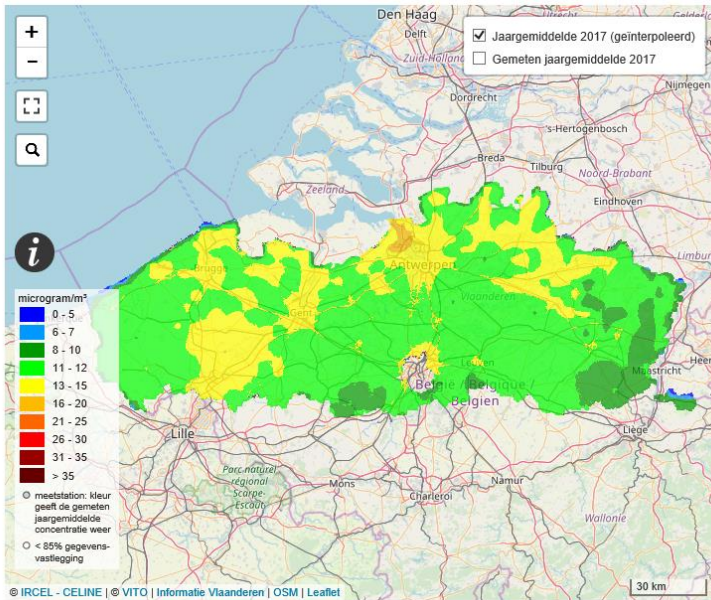 +
−
Jaargemiddelde 2017 (geïnterpoleerd)
Gemeten jaargemiddelde 2017
Den Haag
Utrecht
Delft
Zuid-Holland
Dordrecht
Nijmegen
's-Hertogenbosch
Breda
Tilburg
Noord-Brabant
Zeeland
Eindhoven
Antwerpen
Brugge
Limbu
Vlaanderen
Gent
Leuven
Heer
Maastricht
België / Belgique /
Belgien
Lille
Liège
Parc naturel
régional
Scarpe-
Escaut
Mons
Namur
Charleroi
Wallonie
i
microgram/m³
0 - 5
6 - 7
8 - 10
11 - 12
13 - 15
16 - 20
21 - 25
26 - 30
31 - 35
> 35
meetstation: kleur
geeft de gemeten
jaargemiddelde
concentratie weer
< 85% gegevens-
vastlegging
30 km
© IRCEL - CELINE | © VITO | Informatie Vlaanderen | OSM | Leaflet